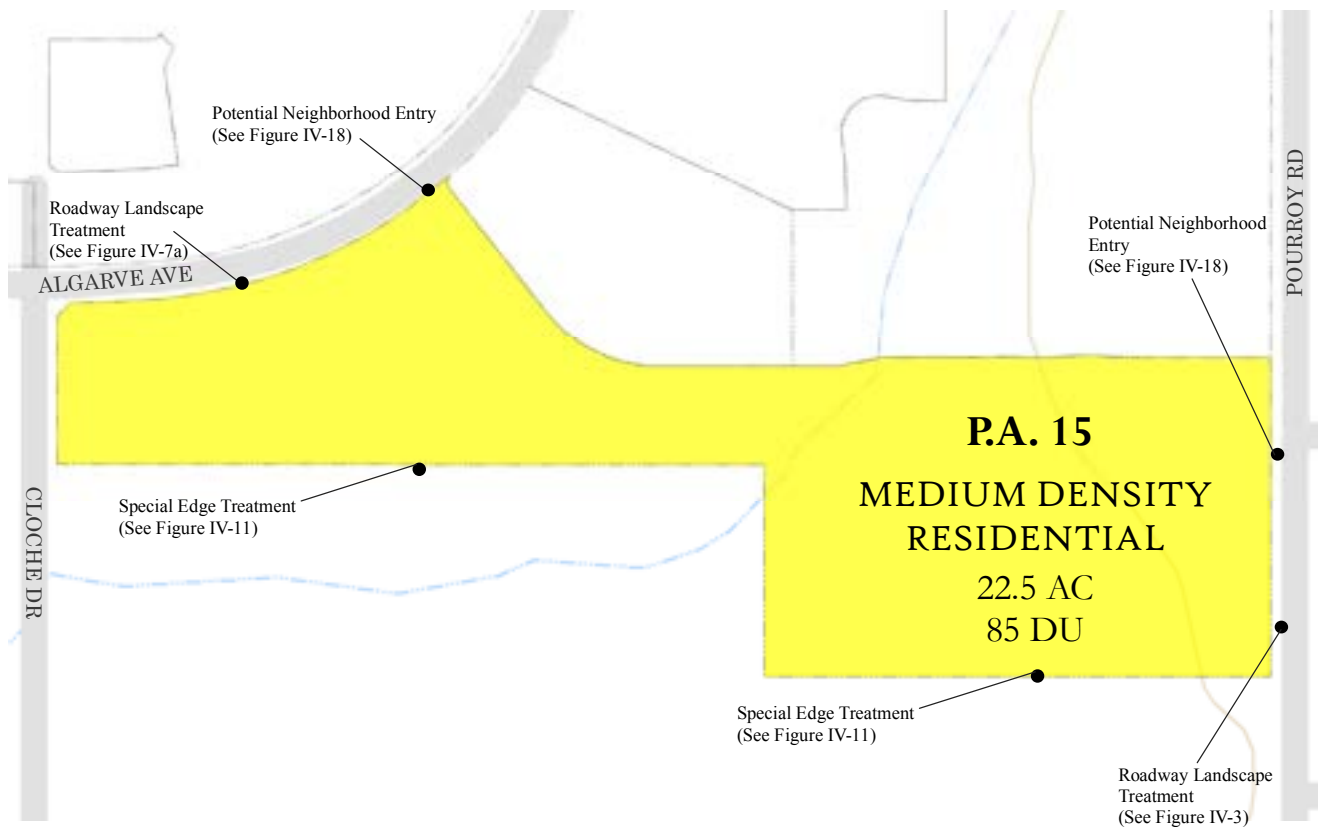 Potential Neighborhood Entry
(See Figure IV-18)
Roadway Landscape
Treatment
(See Figure IV-7a)
ALGARVE AVE
POURROY RD
Potential Neighborhood
Entry
(See Figure IV-18)
P.A. 15
MEDIUM DENSITY
RESIDENTIAL
22.5 AC
85 DU
CLOCHE DR
Special Edge Treatment
(See Figure IV-11)
Special Edge Treatment
(See Figure IV-11)
Roadway Landscape
Treatment
(See Figure IV-3)